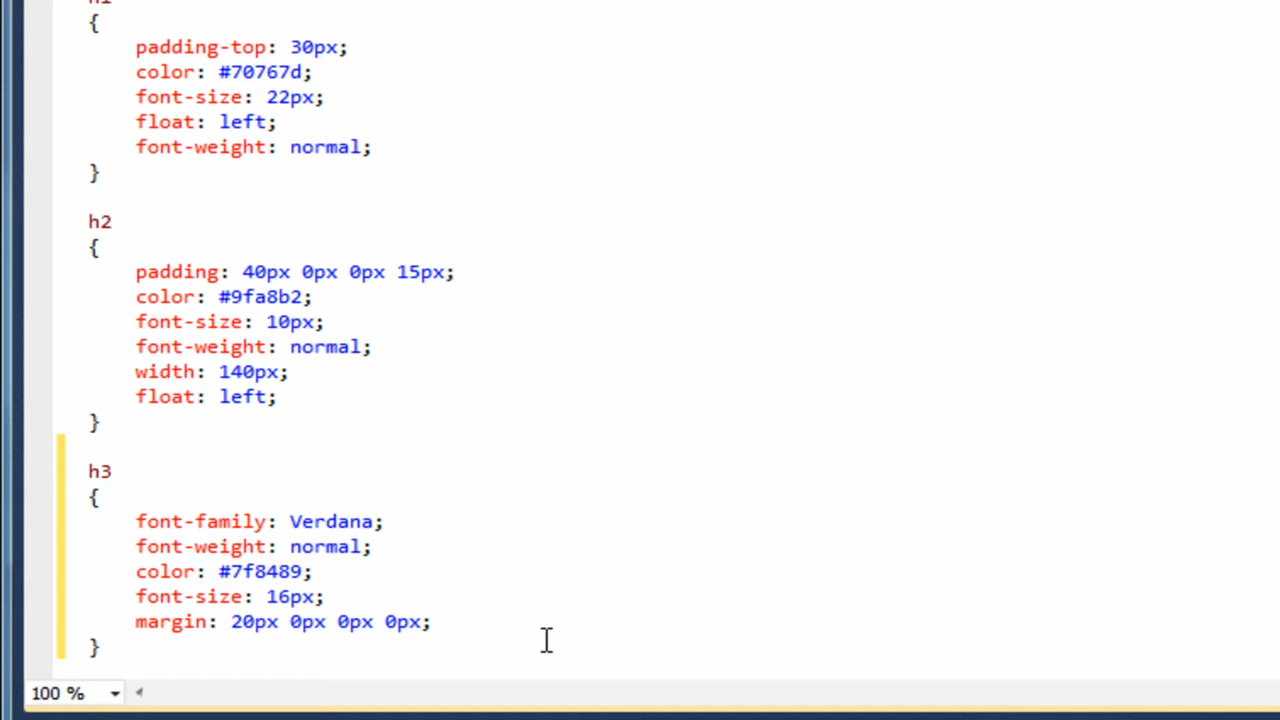 h1
{
padding-top: 30px;
color: #70767d;
font-size: 22px;
float: left;
font-weight: normal;
}
h2
{
padding: 40px 0px 0px 15px;
color: #9fa8b2;
font-size: 10px;
font-weight: normal;
width: 140px;
float: left;
}
h3
{
font-family: Verdana;
font-weight: normal;
color: #7f8489;
font-size: 16px;
margin: 20px 0px 0px 0px;
}
100 %